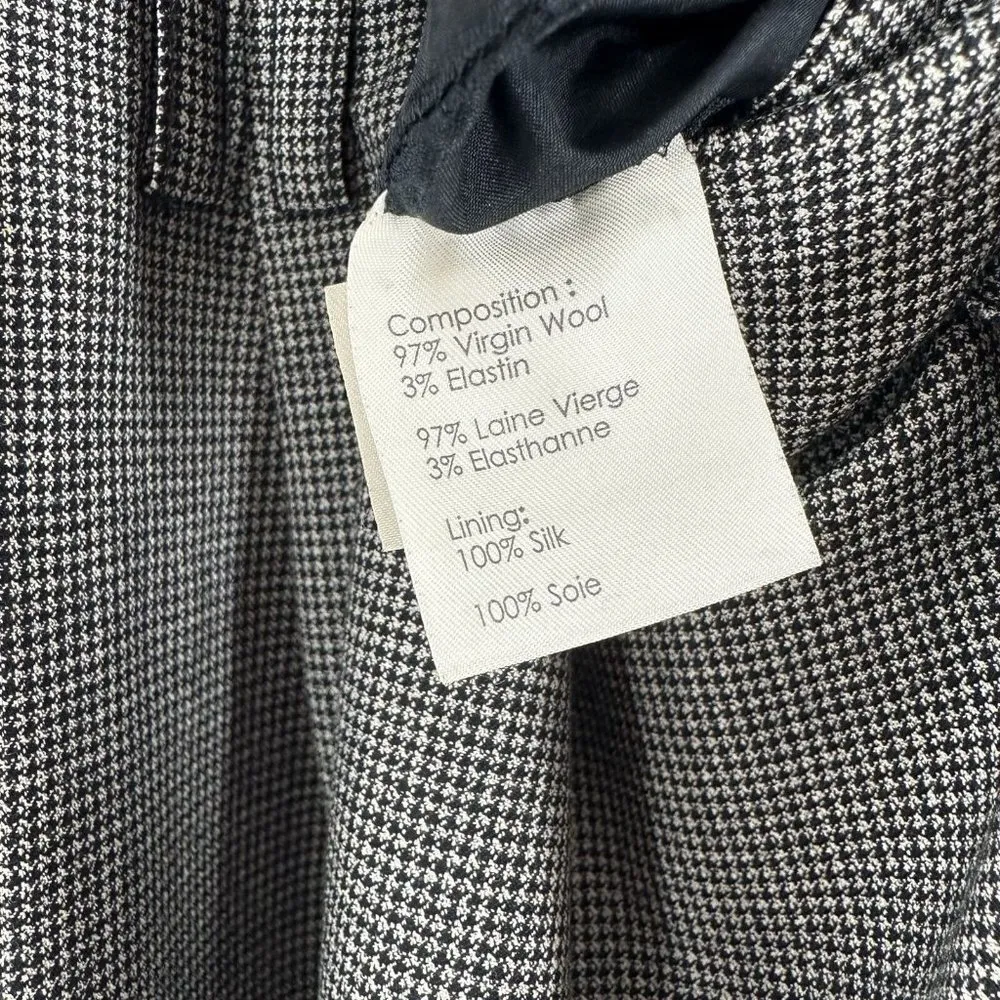 Composition :
97% Virgin Wool
3% Elastin
97% Laine Vierge
3% Elasthanne
Lining:
100% Silk
100% Soie